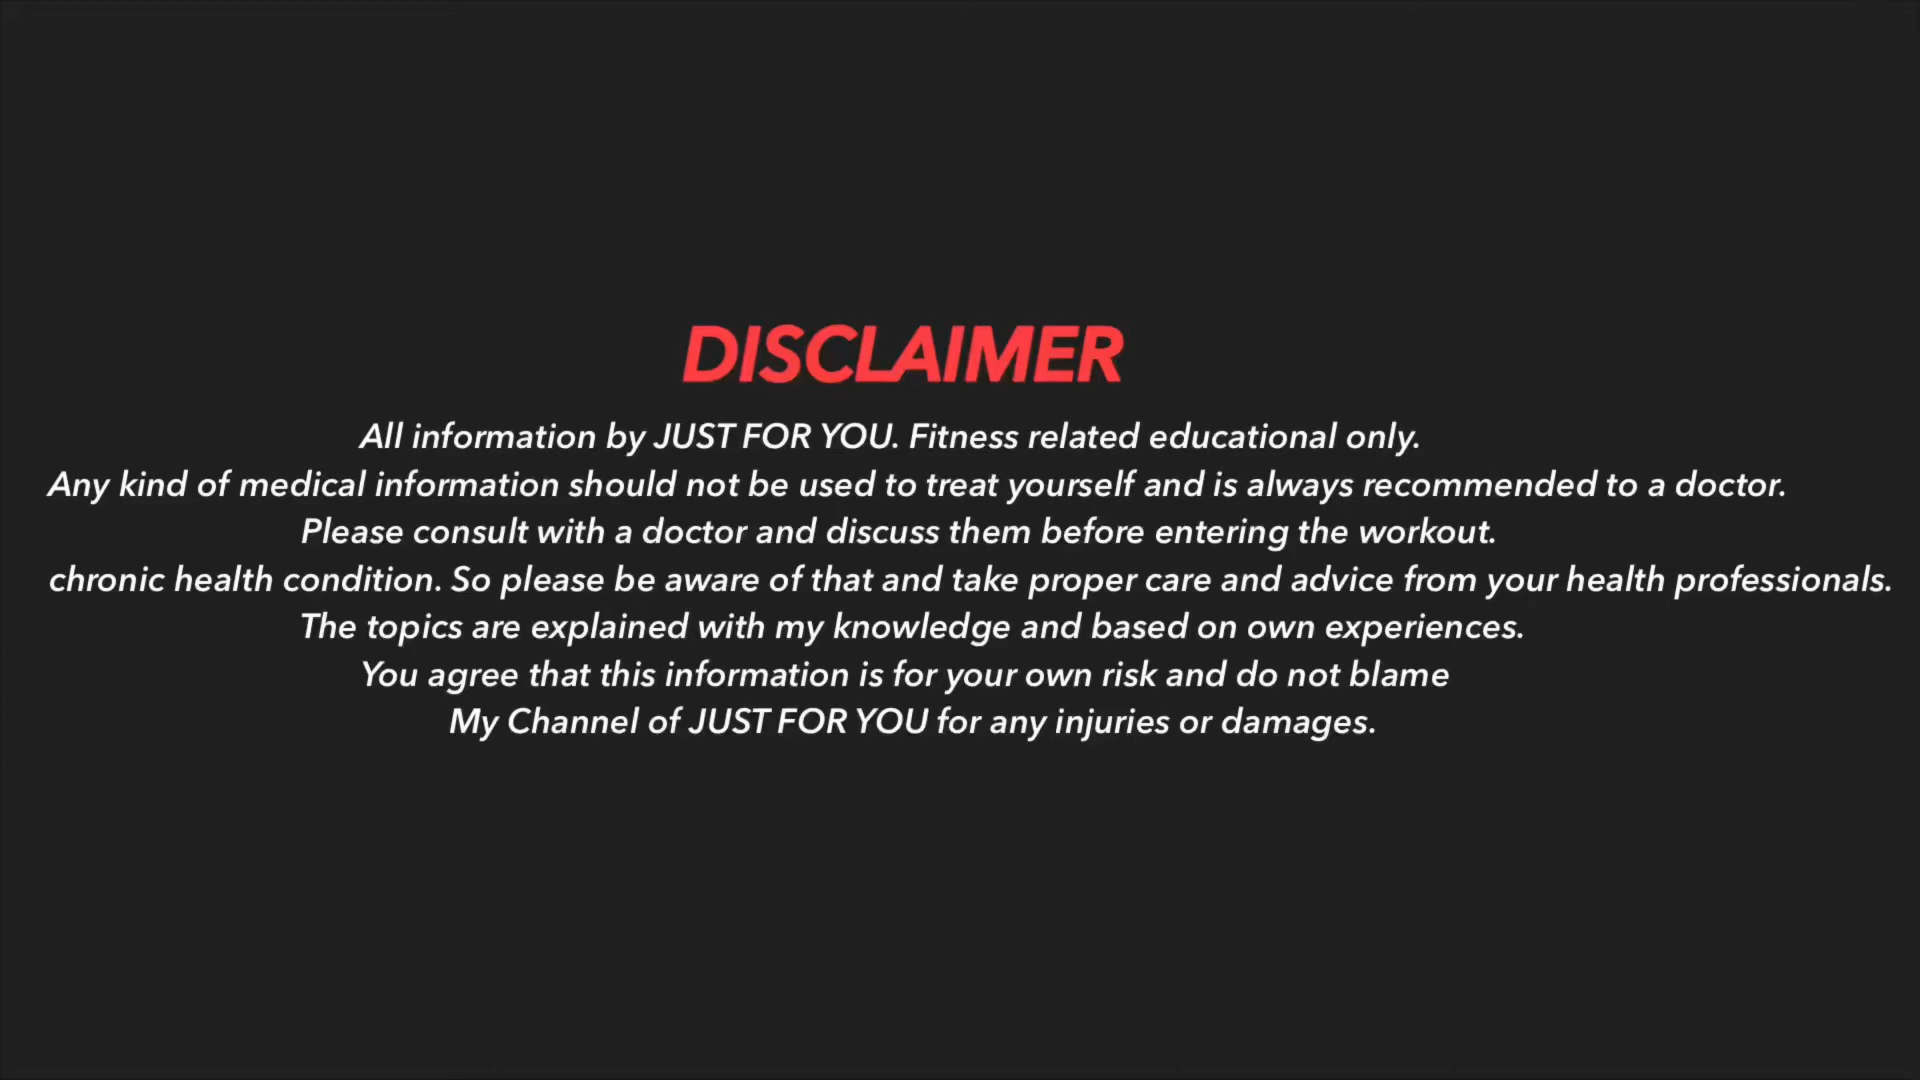 DISCLAIMER
All information by JUST FOR YOU. Fitness related educational only.
Any kind of medical information should not be used to treat yourself and is always recommended to a doctor.
Please consult with a doctor and discuss them before entering the workout.
chronic health condition. So please be aware of that and take proper care and advice from your health professionals.
The topics are explained with my knowledge and based on own experiences.
You agree that this information is for your own risk and do not blame
My Channel of JUST FOR YOU for any injuries or damages.